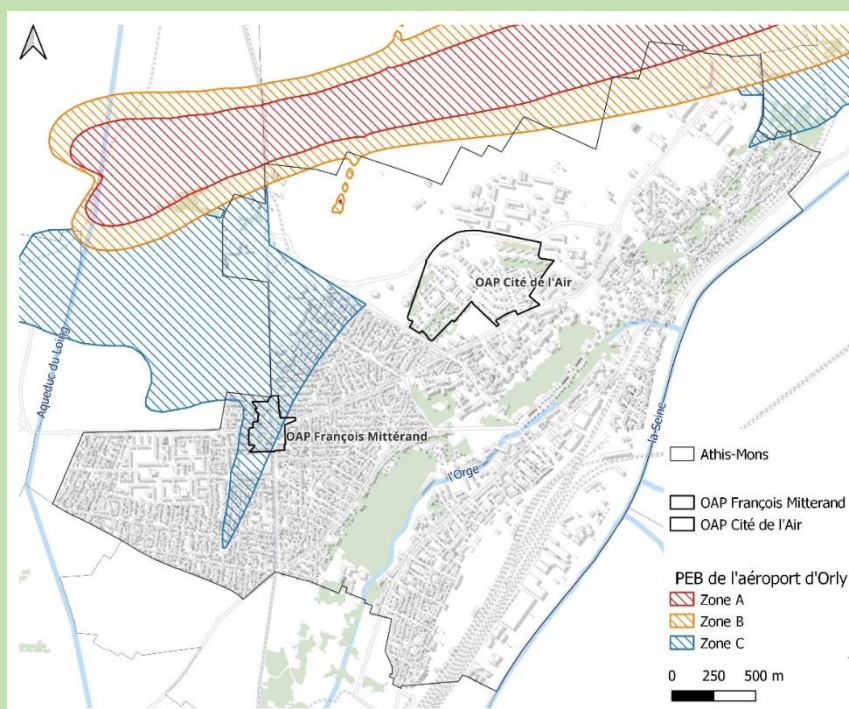 OAP Cité de l'Air
Aqueduc du Loing
OAP François Mittérand
la Seine
l'Orge
Athis-Mons
OAP François Mitterand
OAP Cité de l'Air
PEB de l'aéroport d'Orly
Zone A
Zone B
Zone C
0 250 500 m